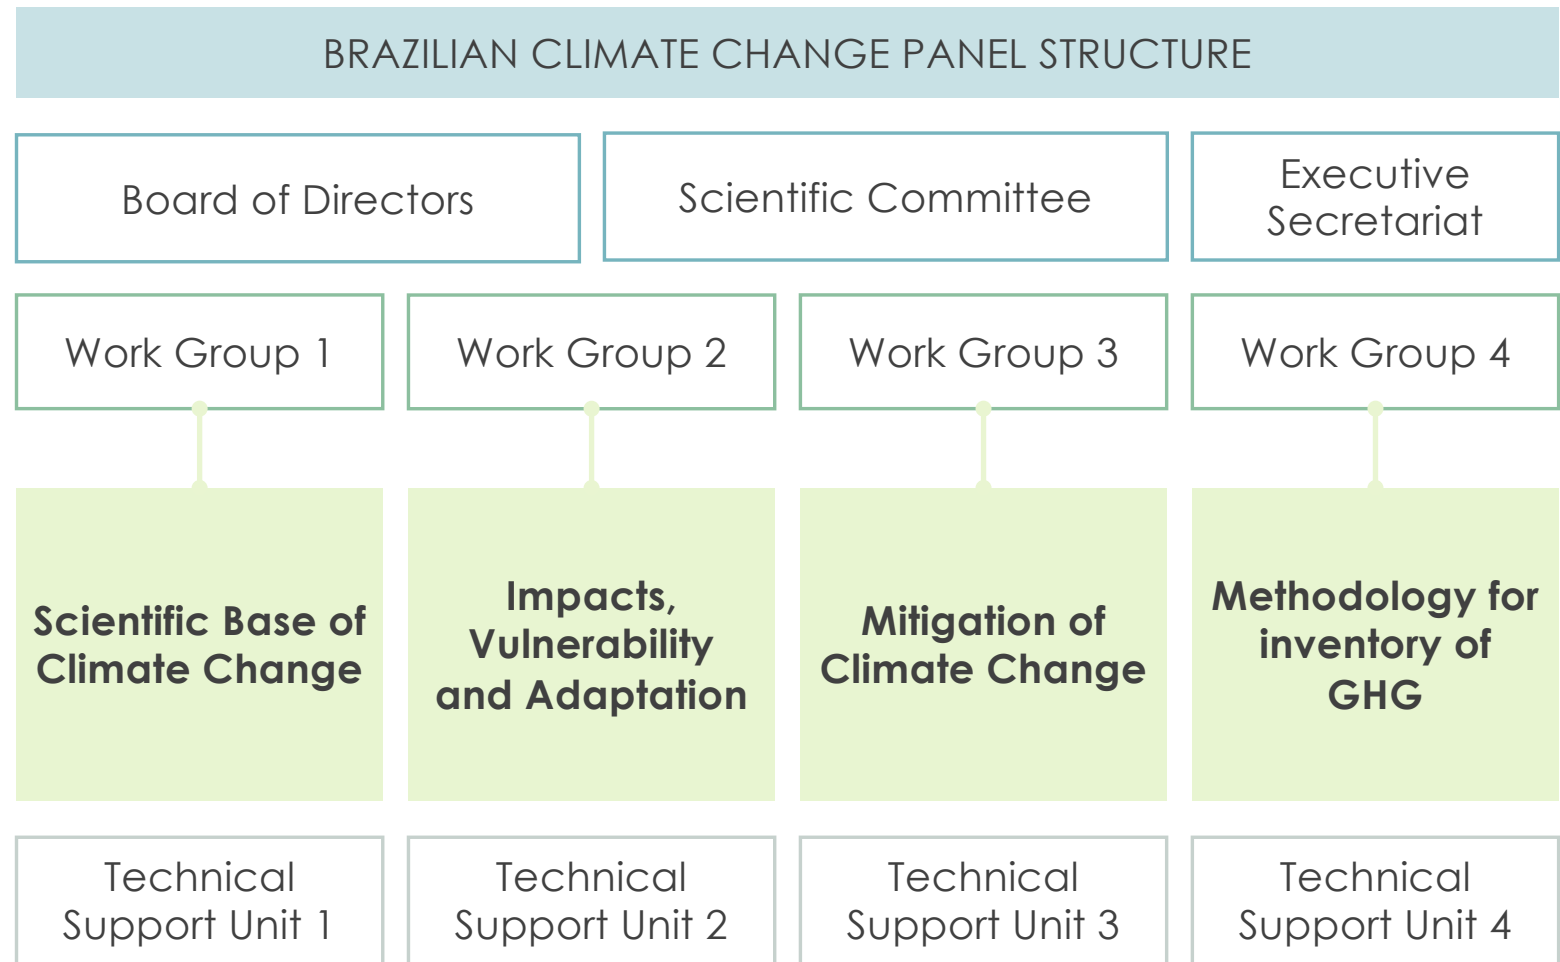 BRAZILIAN CLIMATE CHANGE PANEL STRUCTURE
Board of Directors
Scientific Committee
Executive
Secretariat
Work Group 1
Work Group 2
Work Group 3
Work Group 4
Scientific Base of
Climate Change
Impacts,
Vulnerability
and Adaptation
Mitigation of
Climate Change
Methodology for
inventory of
GHG
Technical
Support Unit 1
Technical
Support Unit 2
Technical
Support Unit 3
Technical
Support Unit 4